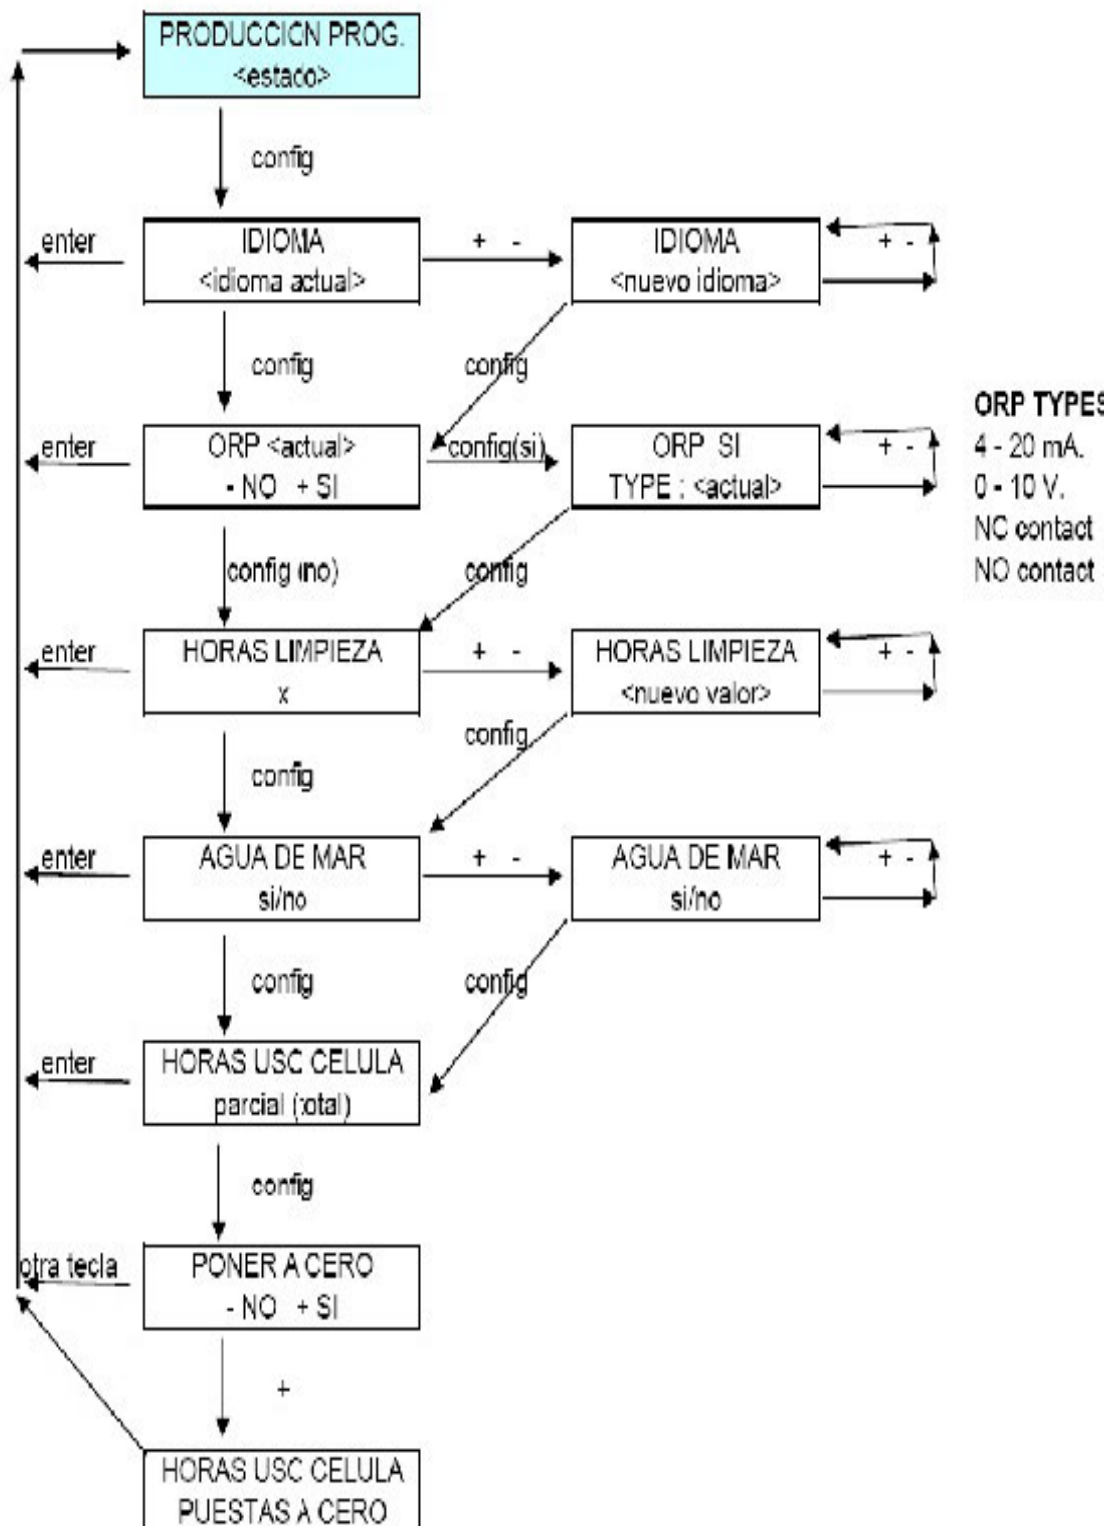 PRODUCCION PROG.
<estado>
config
enter
IDIOMA
<idioma actual>
+ -
IDIOMA
<nuevo idioma>
+ -
config
config
enter
ORP <actual>
- NO + SI
config(si)
ORP SI
TYPE : <actual>
+ -
ORP TYPES
4 - 20 mA.
0 - 10 V.
NC contact
NO contact
config (no)
config
enter
HORAS LIMPIEZA
x
+ -
HORAS LIMPIEZA
<nuevo valor>
+ -
config
config
enter
AGUA DE MAR
si/no
+ -
AGUA DE MAR
si/no
+ -
config
config
enter
HORAS USO CELULA
parcial (total)
config
otra tecla
PONER A CERO
- NO + SI
+
HORAS USO CELULA
PUESTAS A CERO